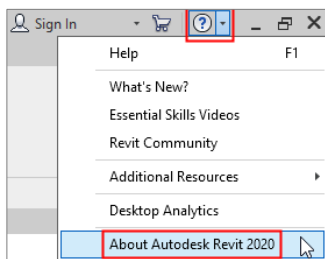 Sign In
Help F1
What's New?
Essential Skills Videos
Revit Community
Additional Resources
Desktop Analytics
About Autodesk Revit 2020